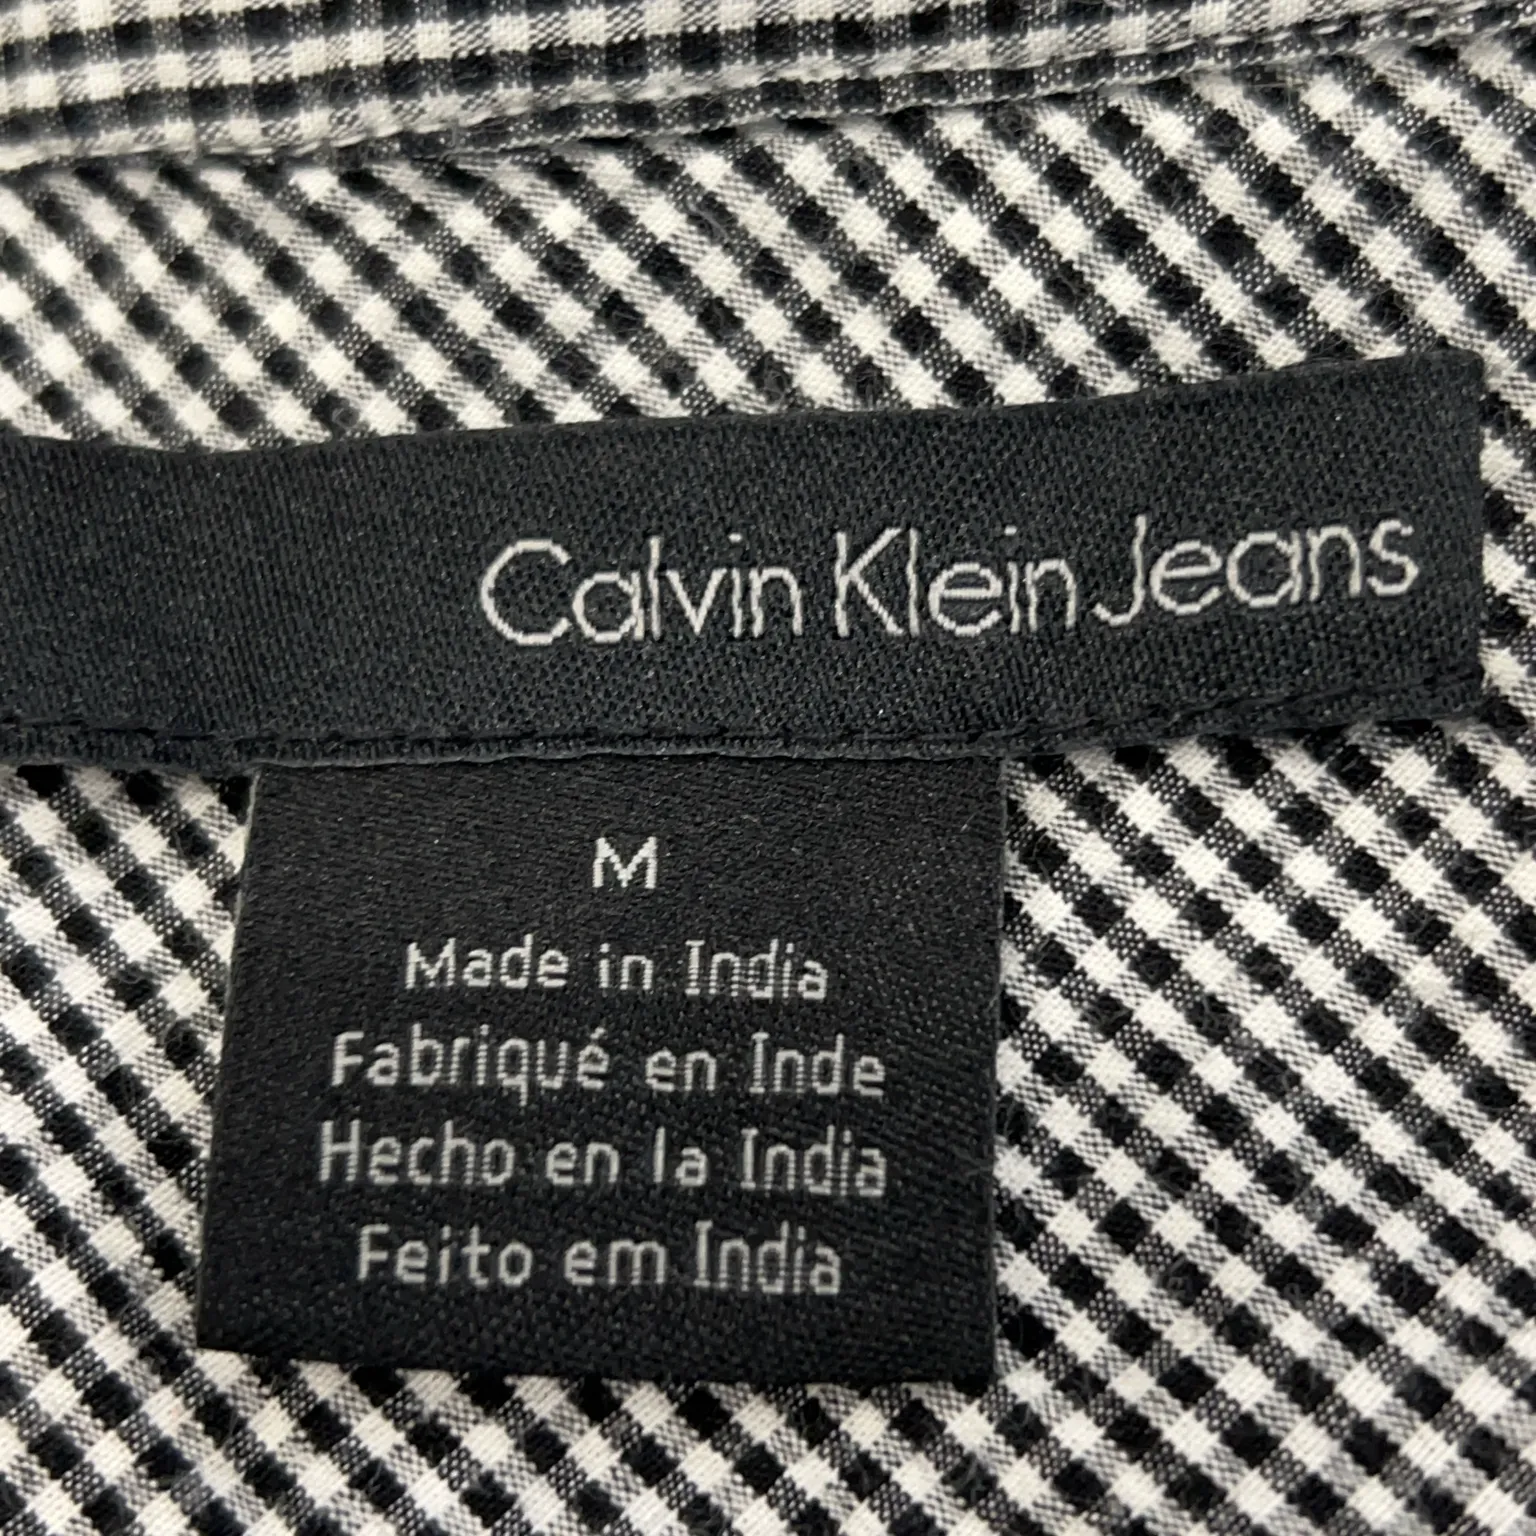 Calvin Klein Jeans
M
Made in India
Fabriqué en Inde
Hecho en la India
Feito em India